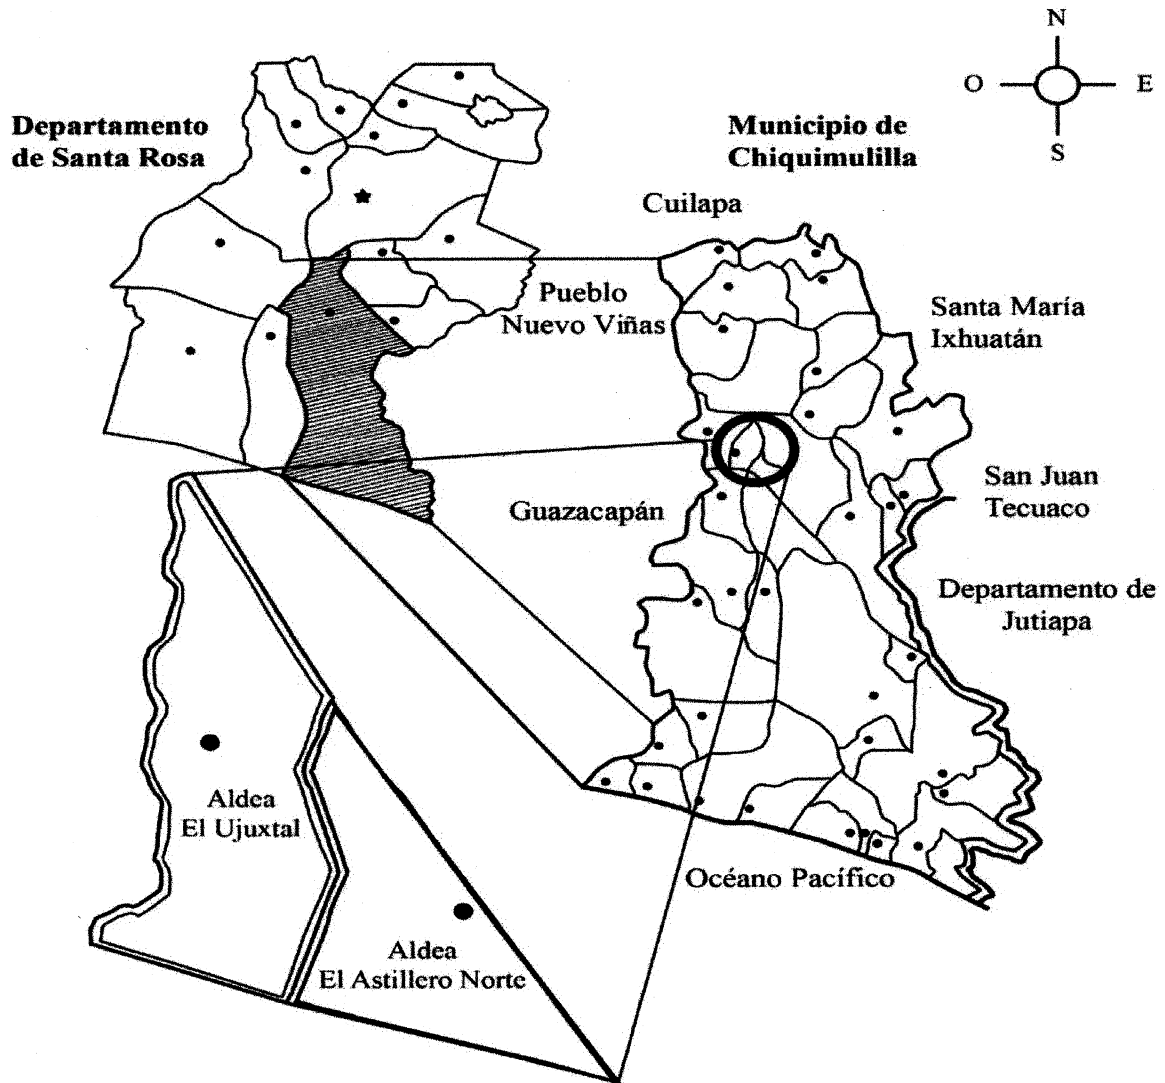 N
O
E
S
Departamento
de Santa Rosa
Municipio de
Chiquimulilla
Cuilapa
Pueblo
Nuevo Viñas
Santa María
Ixhuatán
Guazacapán
San Juan
Tecuaco
Departamento de
Jutiapa
Aldea
El Ujuxtal
Océano Pacífico
Aldea
El Astillero Norte